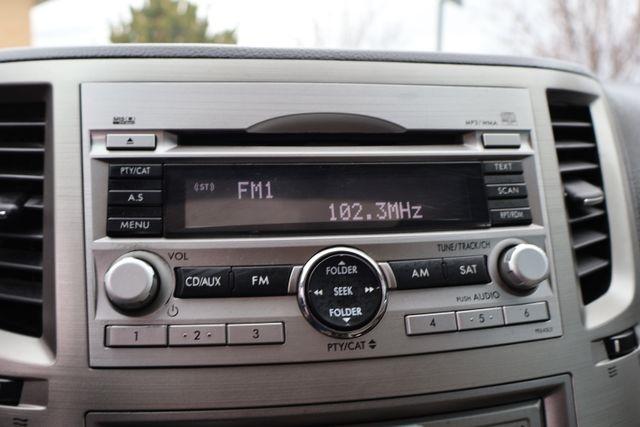 MP3/WMA
PTY/CAT
A.S
MENU
(ST)
FM1
102.3MHz
TEXT
SCAN
RPT/RDM
VOL
CD/AUX
FM
FOLDER
SEEK
FOLDER
AM
SAT
TUNE/TRACK/CH
PUSH AUDIO
1
2
3
4
5
6
PTY/CAT